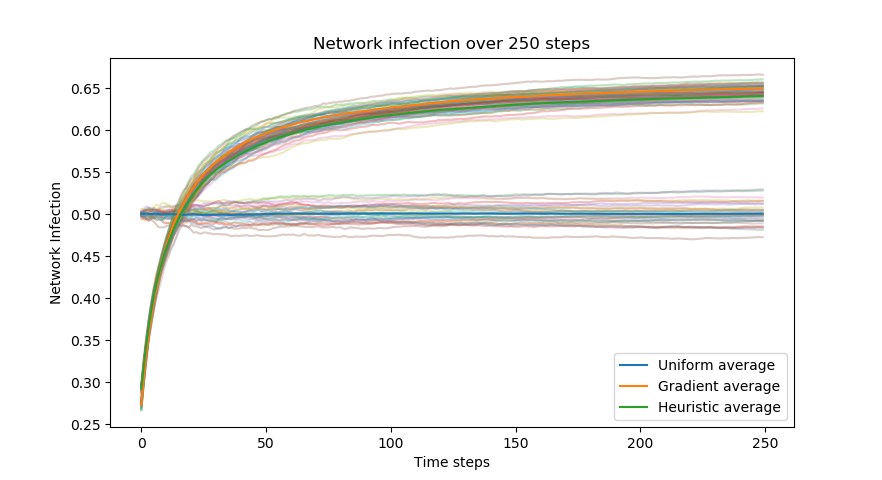 Network infection over 250 steps
Network Infection
0.65
0.60
0.55
0.50
0.45
0.40
0.35
0.30
0.25
0
50
100
150
200
250
Time steps
Uniform average
Gradient average
Heuristic average